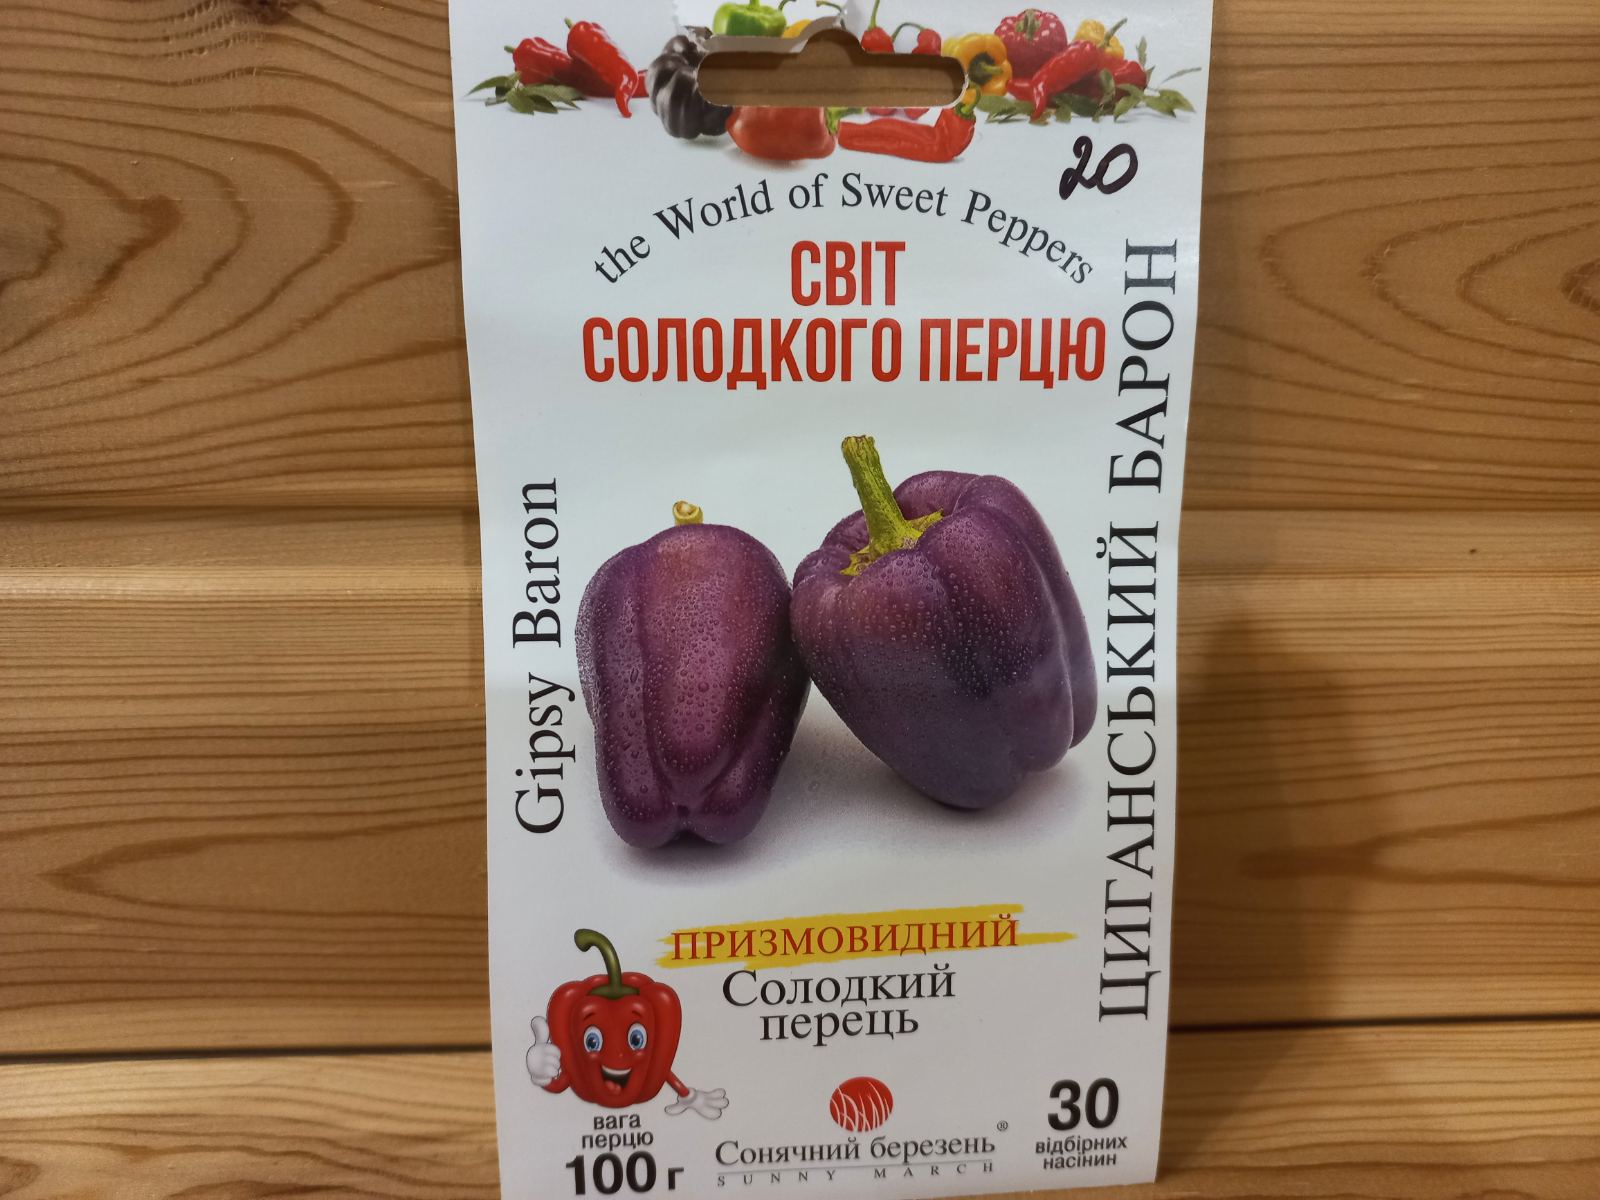 20
the World of Sweet Peppers
СВІТ
СОЛОДКОГО ПЕРЦЮ
Gipsy Baron
ЦИГАНСЬКИЙ БАРОН
ПРИЗМОВИДНИЙ
Солодкий
перець
вага
перцю
100 г
Сонячний березень®
SUNNY MARCH
30
відбірних
насінин